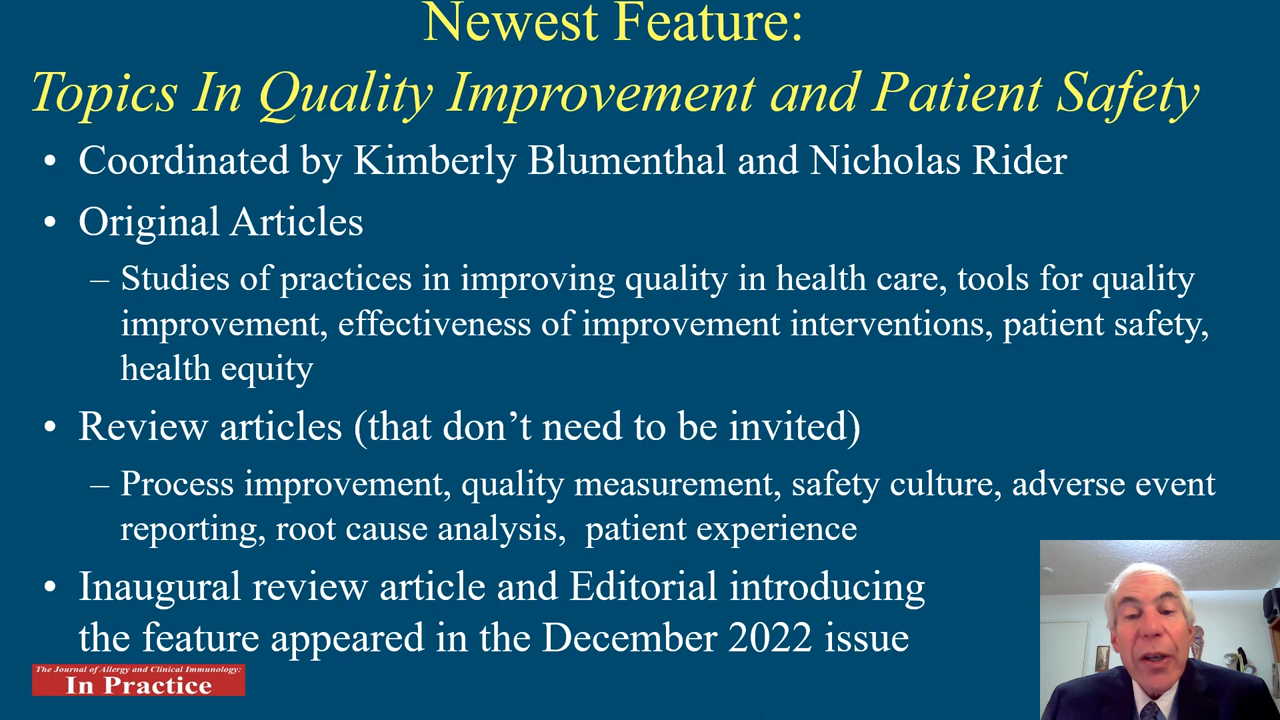 Newest Feature:
Topics In Quality Improvement and Patient Safety
• Coordinated by Kimberly Blumenthal and Nicholas Rider
• Original Articles
– Studies of practices in improving quality in health care, tools for quality
improvement, effectiveness of improvement interventions, patient safety,
health equity
• Review articles (that don’t need to be invited)
– Process improvement, quality measurement, safety culture, adverse event
reporting, root cause analysis,  patient experience
• Inaugural review article and Editorial introducing
the feature appeared in the December 2022 issue
The Journal of Allergy and Clinical Immunology:
In Practice